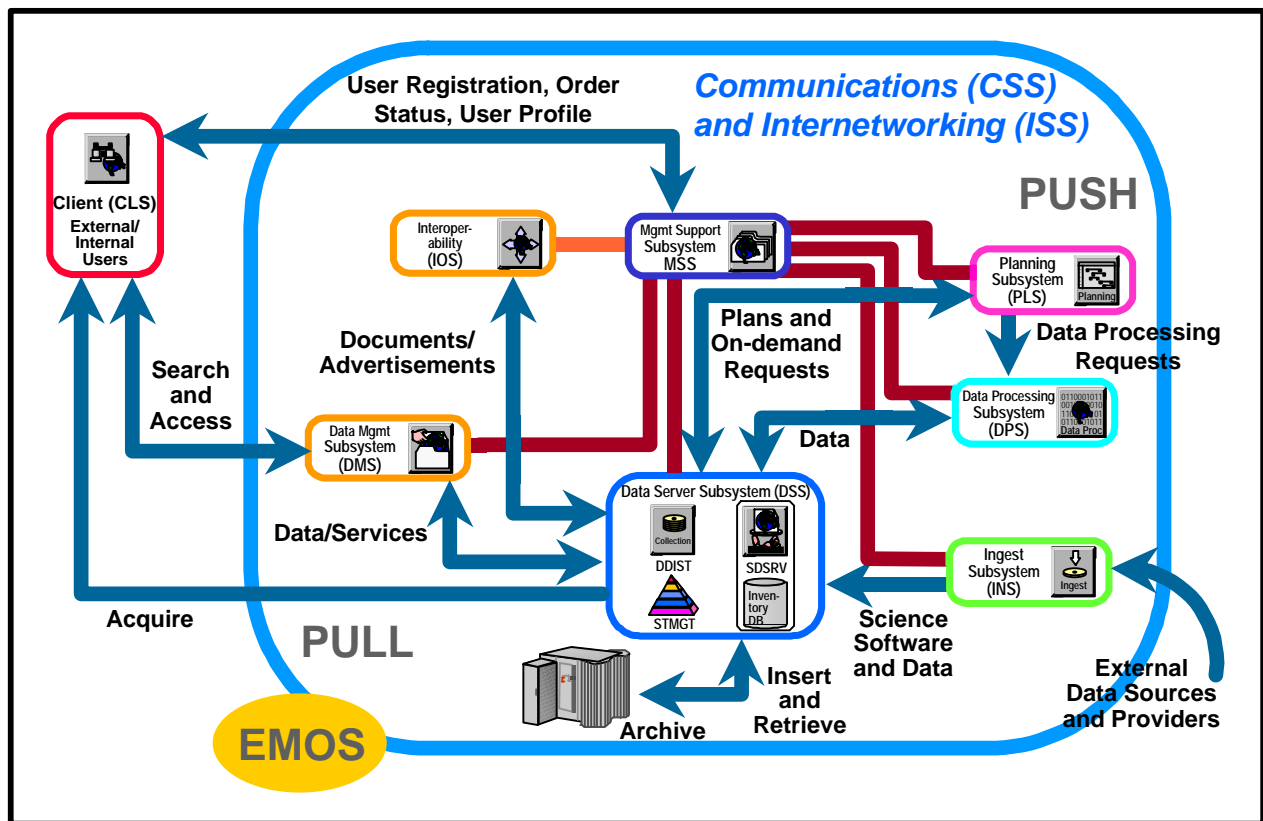 User Registration, Order
Status, User Profile
Communications (CSS)
and Internetworking (ISS)
PUSH
Client (CLS)
External/
Internal
Users
Interoper-
ability
(IOS)
Mgmt Support
Subsystem
MSS
Planning
Subsystem
(PLS)
Planning
Documents/
Advertisements
Plans and
On-demand
Requests
Data Processing
Requests
Search
and
Access
Data Mgmt
Subsystem
(DMS)
Data
Data Processing
Subsystem
(DPS)
Data Proc
Data Server Subsystem (DSS)
Collection
DDIST
SDSRV
STMGT
Inven-
tory
DB
Data/Services
Ingest
Subsystem
(INS)
Ingest
Acquire
PULL
Science
Software
and Data
External
Data Sources
and Providers
Insert
and
Retrieve
Archive
EMOS